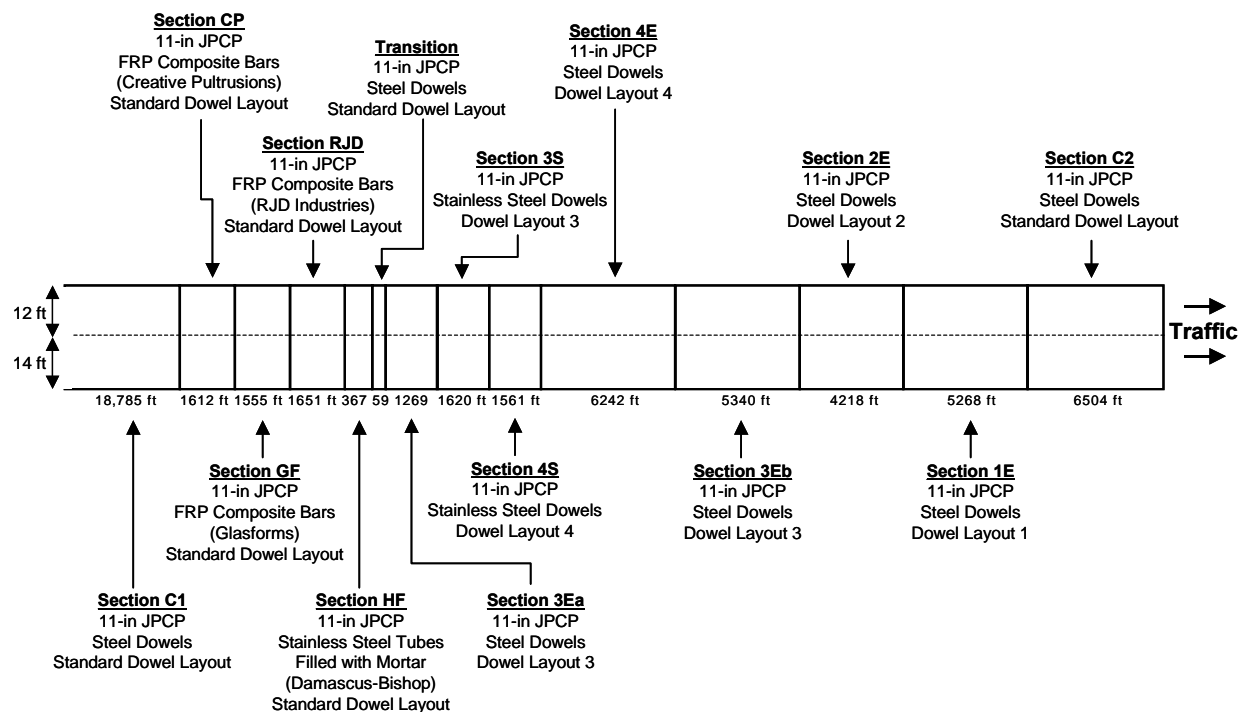 Section CP
11-in JPCP
FRP Composite Bars
(Creative Pultrusions)
Standard Dowel Layout
Transition
11-in JPCP
Steel Dowels
Standard Dowel Layout
Section 4E
11-in JPCP
Steel Dowels
Dowel Layout 4
Section RJD
11-in JPCP
FRP Composite Bars
(RJD Industries)
Standard Dowel Layout
Section 3S
11-in JPCP
Stainless Steel Dowels
Dowel Layout 3
Section 2E
11-in JPCP
Steel Dowels
Dowel Layout 2
Section C2
11-in JPCP
Steel Dowels
Standard Dowel Layout
12 ft
14 ft
Traffic
18,785 ft 1612 ft 1555 ft 1651 ft 367 59 1269 1620 ft 1561 ft 6242 ft 5340 ft 4218 ft 5268 ft 6504 ft
Section GF
11-in JPCP
FRP Composite Bars
(Glasforms)
Standard Dowel Layout
Section 4S
11-in JPCP
Stainless Steel Dowels
Dowel Layout 4
Section 3Eb
11-in JPCP
Steel Dowels
Dowel Layout 3
Section 1E
11-in JPCP
Steel Dowels
Dowel Layout 1
Section C1
11-in JPCP
Steel Dowels
Standard Dowel Layout
Section HF
11-in JPCP
Stainless Steel Tubes
Filled with Mortar
(Damascus-Bishop)
Standard Dowel Layout
Section 3Ea
11-in JPCP
Steel Dowels
Dowel Layout 3